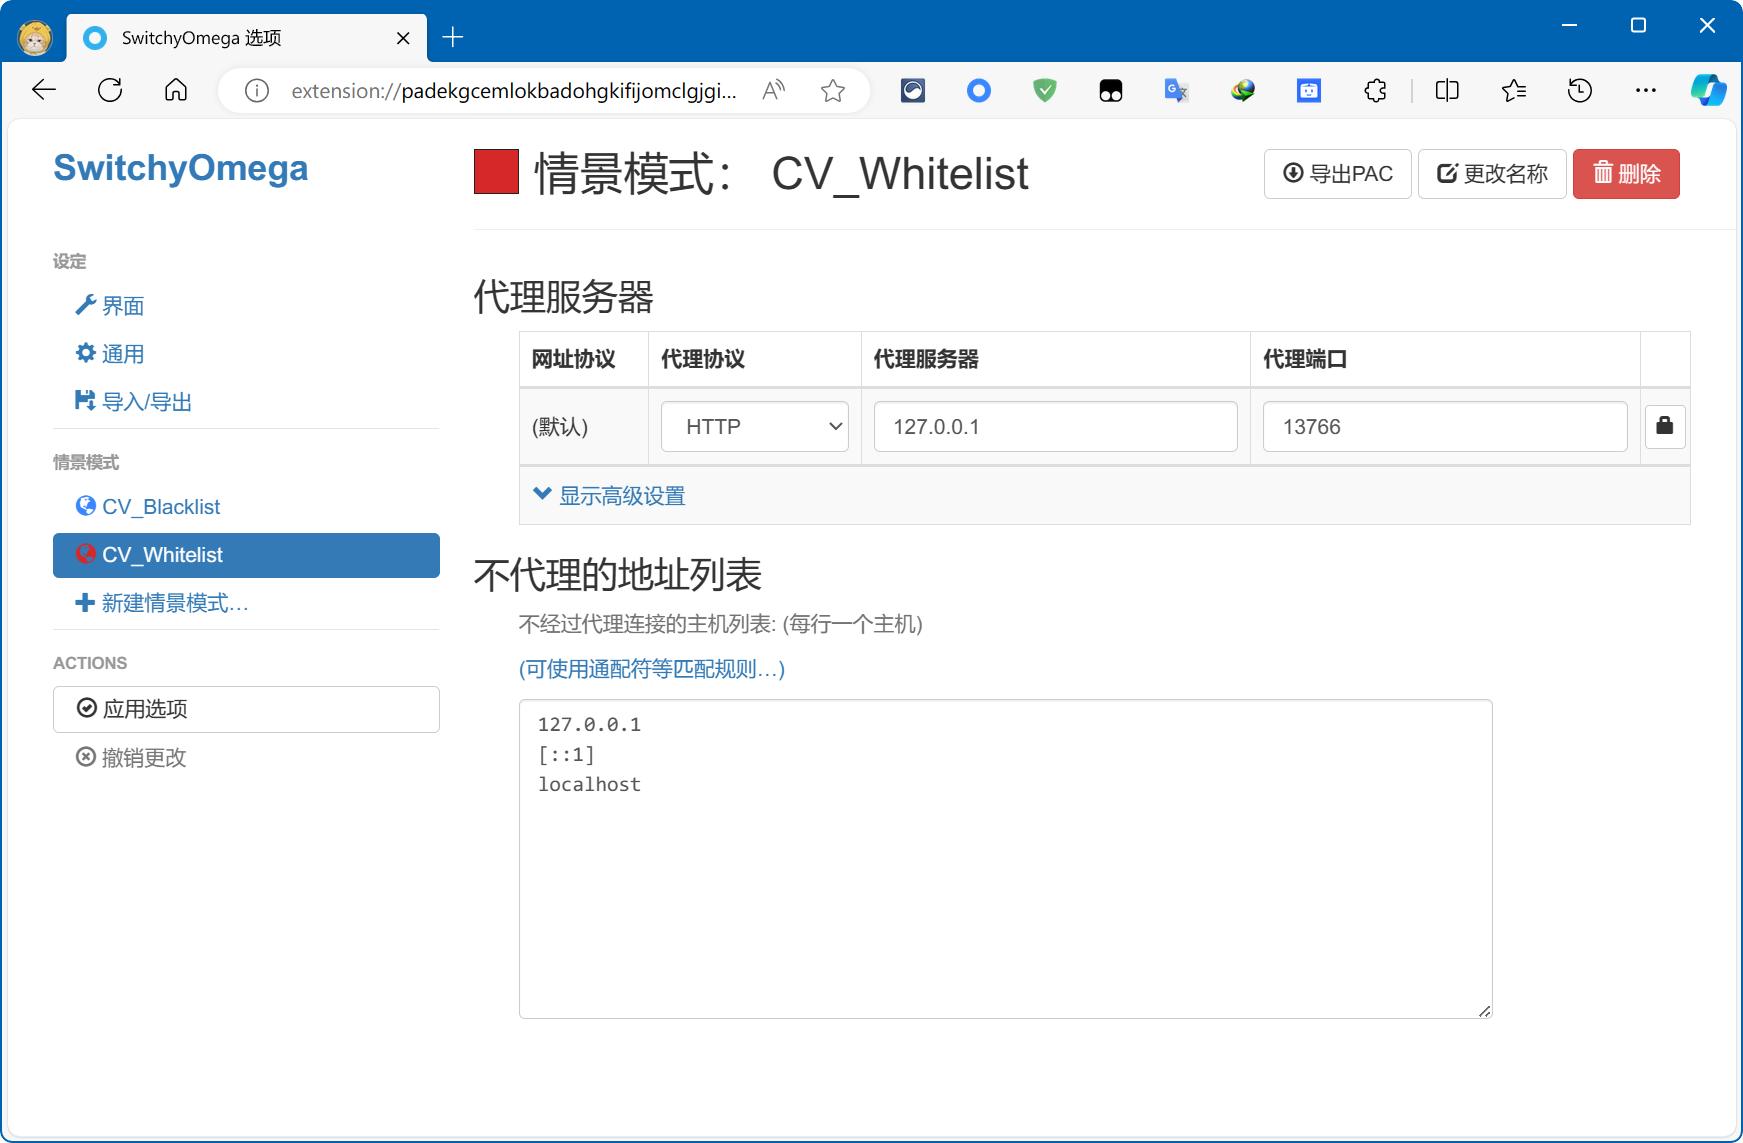 SwitchyOmega 选项
extension://padekgcemlokbadohgkifijomclgjgi...
SwitchyOmega
设定
界面
通用
导入/导出
情景模式
CV_Blacklist
CV_Whitelist
新建情景模式…
ACTIONS
应用选项
撤销更改
情景模式： CV_Whitelist
导出PAC
更改名称
删除
代理服务器
网址协议 代理协议 代理服务器 代理端口
(默认) HTTP 127.0.0.1 13766
显示高级设置
不代理的地址列表
不经过代理连接的主机列表: (每行一个主机)
(可使用通配符等匹配规则…)
127.0.0.1
[::1]
localhost